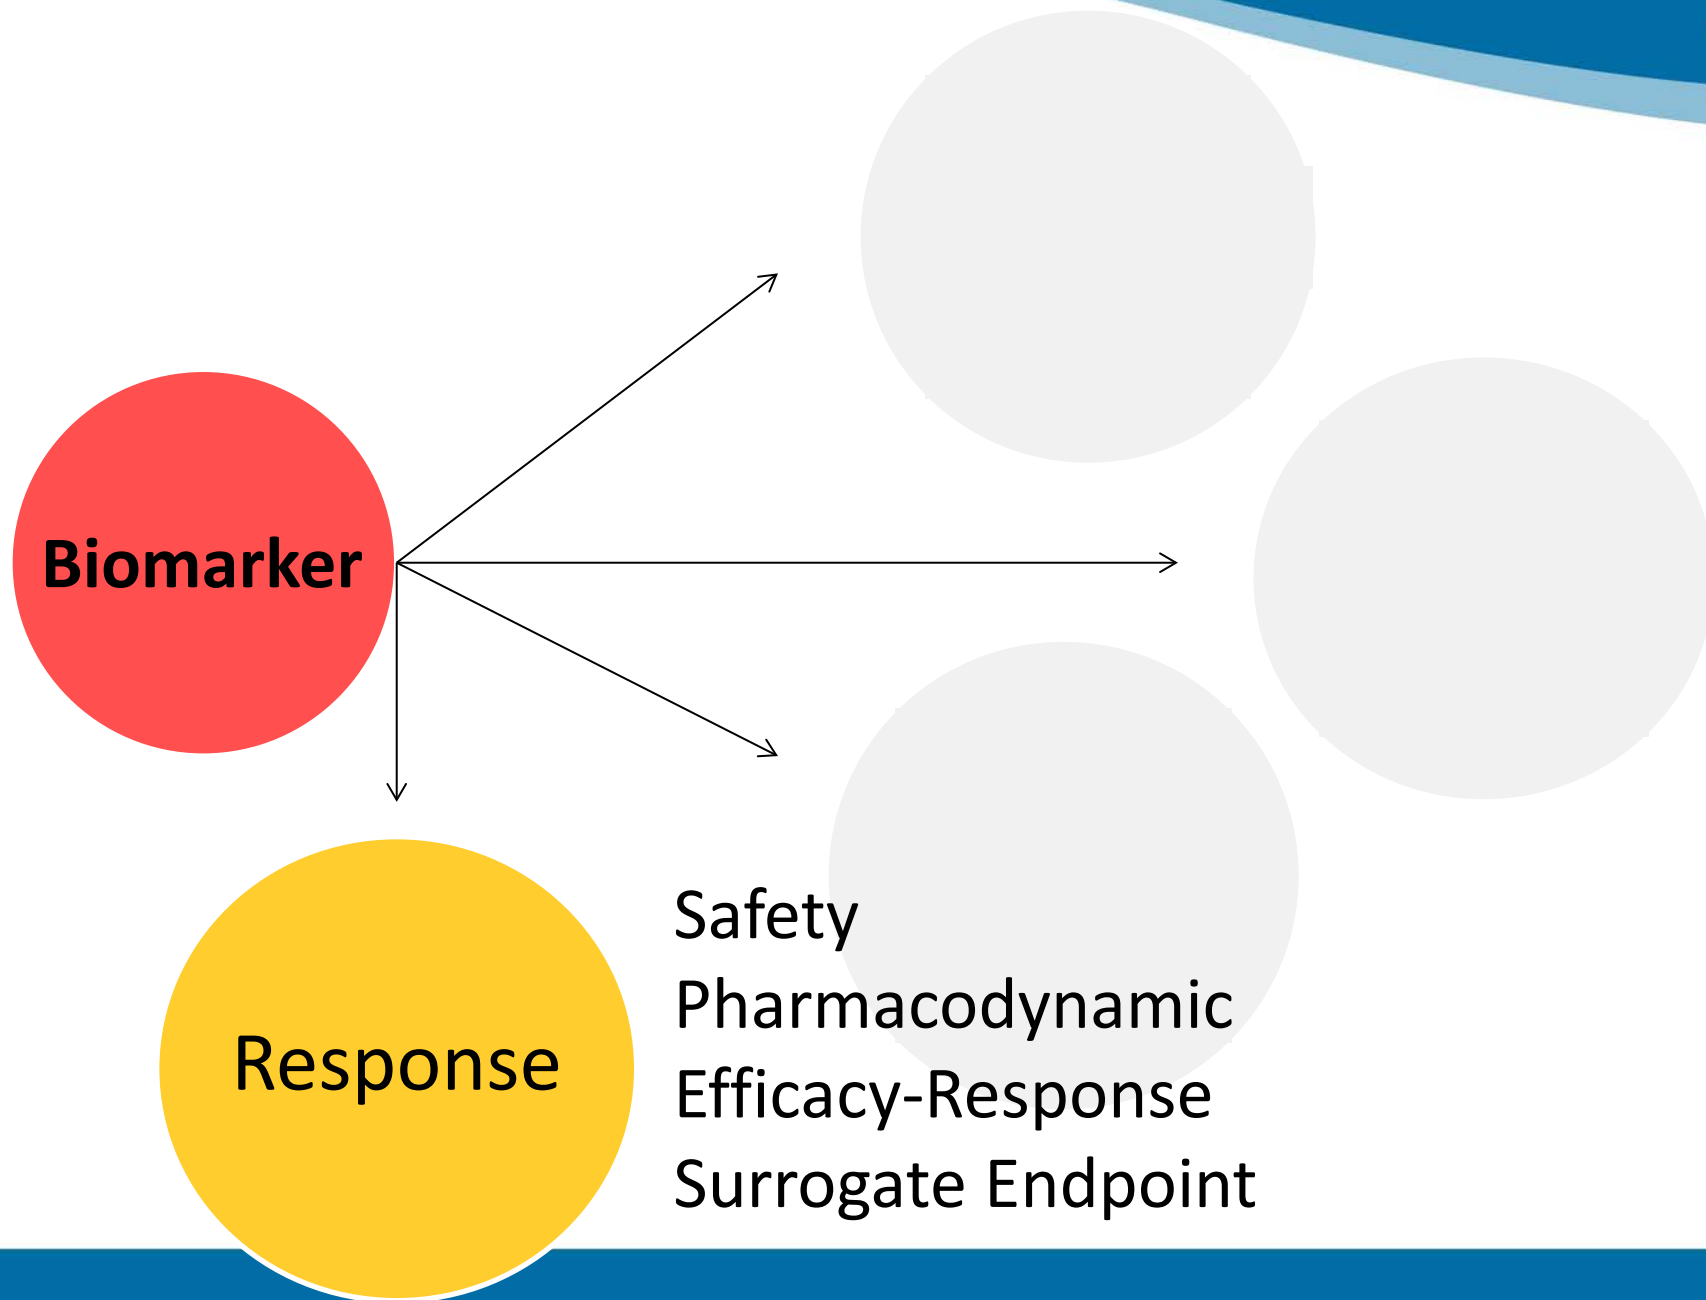 Biomarker
Response
Safety
Pharmacodynamic
Efficacy-Response
Surrogate Endpoint